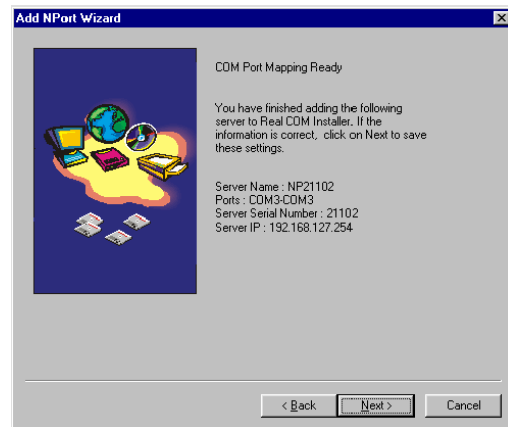 Add NPort Wizard
COM Port Mapping Ready
You have finished adding the following
server to Real COM Installer. If the
information is correct, click on Next to save
these settings.
Server Name : NP21102
Ports : COM3-COM3
Server Serial Number : 21102
Server IP : 192.168.127.254
< Back
Next >
Cancel